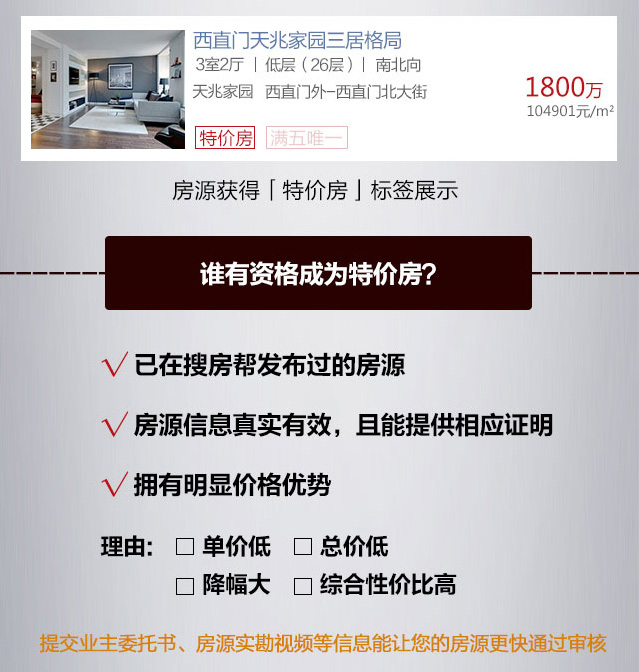 西直门天兆家园三居格局
3室2厅 | 低层（26层）| 南北向
天兆家园 西直门外-西直门北大街
1800万
104901元/m²
特价房 满五唯一
房源获得「特价房」标签展示
谁有资格成为特价房？
√ 已在搜房帮发布过的房源
√ 房源信息真实有效，且能提供相应证明
√ 拥有明显价格优势
理由： □ 单价低 □ 总价低
□ 降幅大 □ 综合性价比高
提交业主委托书、房源实勘视频等信息能让您的房源更快通过审核